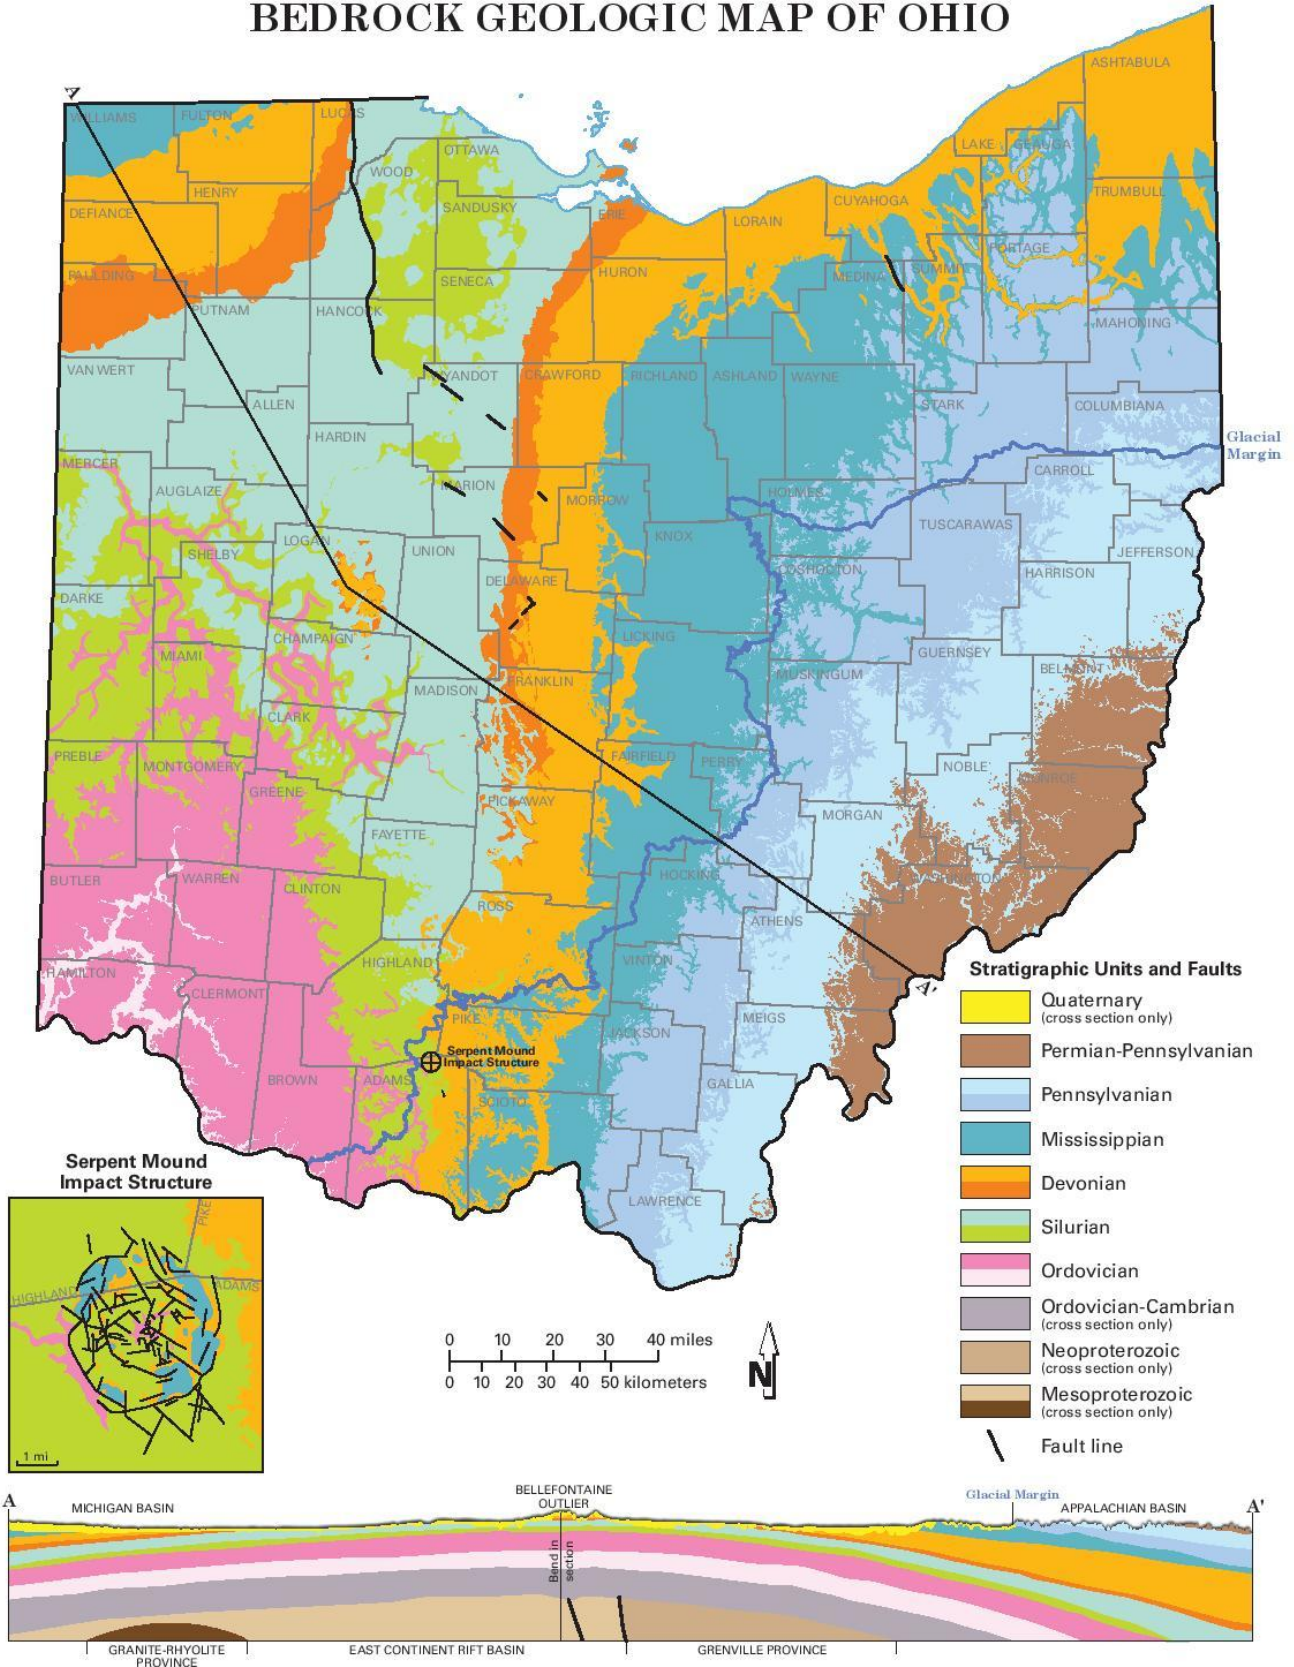 BEDROCK GEOLOGIC MAP OF OHIO
A
WILLIAMS
FULTON
LUCAS
OTTAWA
WOOD
HENRY
SANDUSKY
DEFIANCE
ERIE
LORAIN
CUYAHOGA
LAKE
GEAUGA
ASHTABULA
TRUMBULL
PAULDING
SENECA
HURON
MEDINA
SUMMIT
PORTAGE
PUTNAM
HANCOCK
MAHONING
VAN WERT
WYANDOT
CRAWFORD
RICHLAND
ASHLAND
WAYNE
ALLEN
STARK
COLUMBIANA
HARDIN
Glacial
Margin
MERCER
CARROLL
AUGLAIZE
MARION
MORROW
HOLMES
TUSCARAWAS
LOGAN
UNION
KNOX
JEFFERSON
SHELBY
COSHOCTON
HARRISON
DARKE
DELAWARE
CHAMPAIGN
LICKING
MIAMI
GUERNSEY
BELMONT
MUSKINGUM
FRANKLIN
MADISON
CLARK
PREBLE
MONTGOMERY
FAIRFIELD
PERRY
NOBLE
MONROE
GREENE
PICKAWAY
MORGAN
FAYETTE
BUTLER
WARREN
CLINTON
HOCKING
WASHINGTON
ROSS
ATHENS
HAMILTON
HIGHLAND
VINTON
CLERMONT
A'
PIKE
JACKSON
MEIGS
Serpent Mound
Impact Structure
BROWN
ADAMS
GALLIA
SCIOTO
LAWRENCE
Stratigraphic Units and Faults
Quaternary
(cross section only)
Permian-Pennsylvanian
Pennsylvanian
Mississippian
Devonian
Silurian
Ordovician
Ordovician-Cambrian
(cross section only)
Neoproterozoic
(cross section only)
Mesoproterozoic
(cross section only)
Fault line
Serpent Mound
Impact Structure
PIKE
HIGHLAND
ADAMS
1 mi
0 10 20 30 40 miles
0 10 20 30 40 50 kilometers
N
A
MICHIGAN BASIN
BELLEFONTAINE
OUTLIER
Glacial Margin
APPALACHIAN BASIN
A'
Bend in
section
GRANITE-RHYOLITE
PROVINCE
EAST CONTINENT RIFT BASIN
GRENVILLE PROVINCE